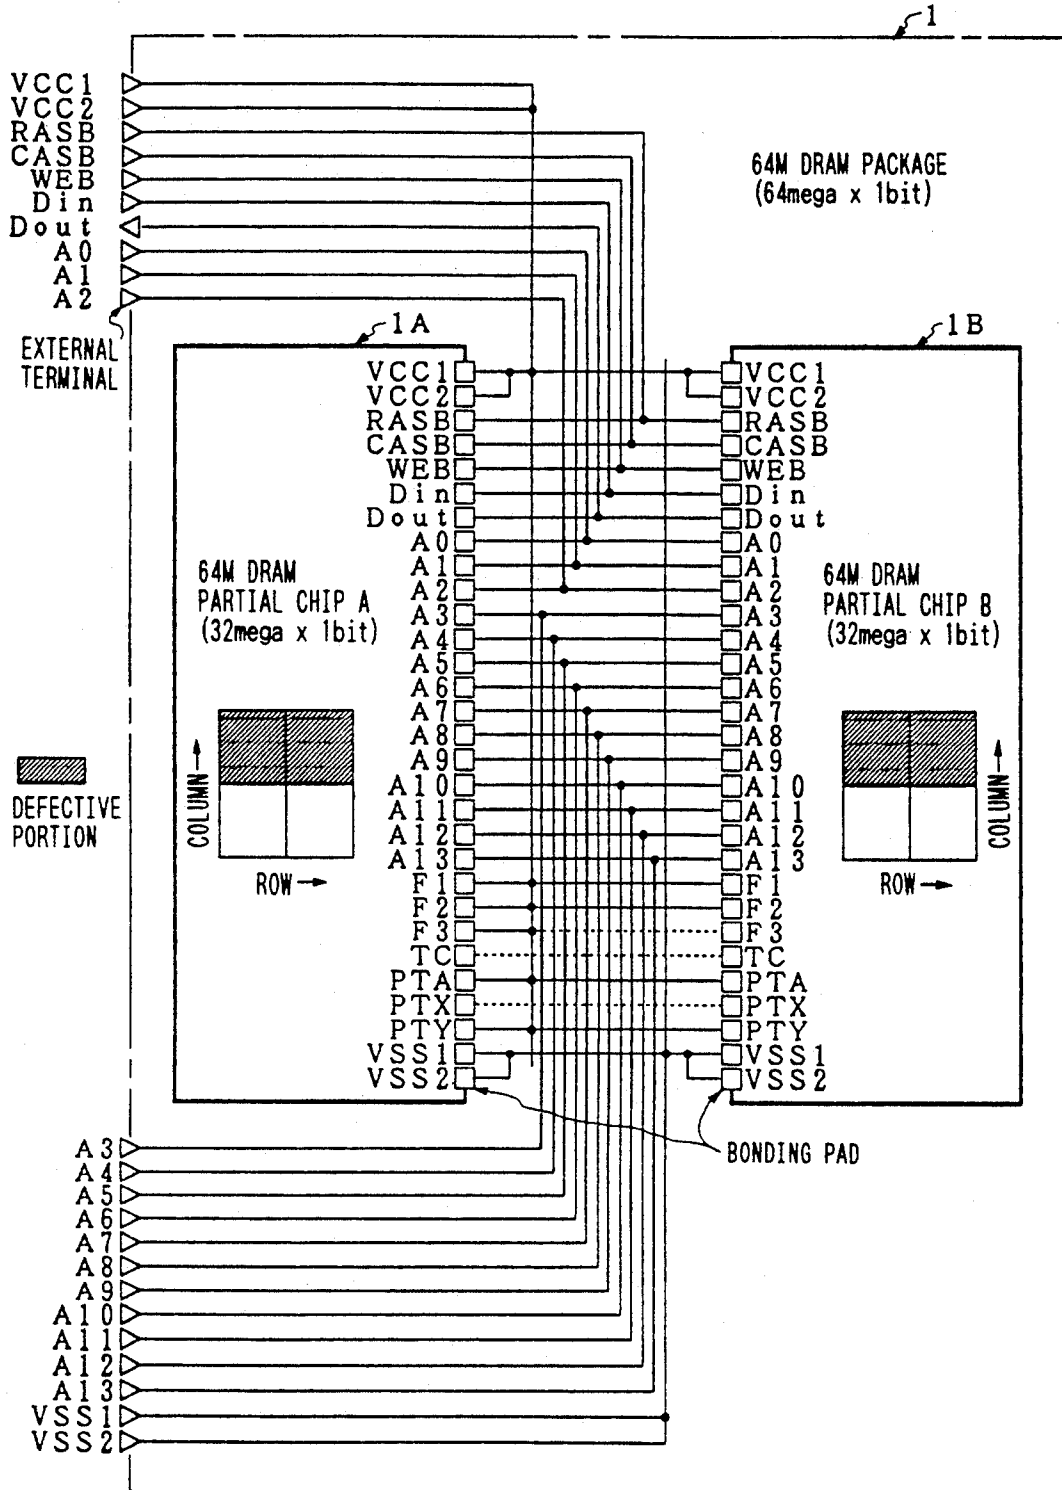 1
VCC1
VCC2
RASB
CASB
WEB
Din
Dout
A0
A1
A2
EXTERNAL
TERMINAL
64M DRAM PACKAGE
(64mega x 1bit)
1A
VCC1
VCC2
RASB
CASB
WEB
Din
Dout
A0
A1
A2
A3
A4
A5
A6
A7
A8
A9
A10
A11
A12
A13
F1
F2
F3
TC
PTA
PTX
PTY
VSS1
VSS2
64M DRAM
PARTIAL CHIP A
(32mega x 1bit)
COLUMN
ROW
DEFECTIVE
PORTION
1B
VCC1
VCC2
RASB
CASB
WEB
Din
Dout
A0
A1
A2
A3
A4
A5
A6
A7
A8
A9
A10
A11
A12
A13
F1
F2
F3
TC
PTA
PTX
PTY
VSS1
VSS2
64M DRAM
PARTIAL CHIP B
(32mega x 1bit)
COLUMN
ROW
BONDING PAD
A3
A4
A5
A6
A7
A8
A9
A10
A11
A12
A13
VSS1
VSS2